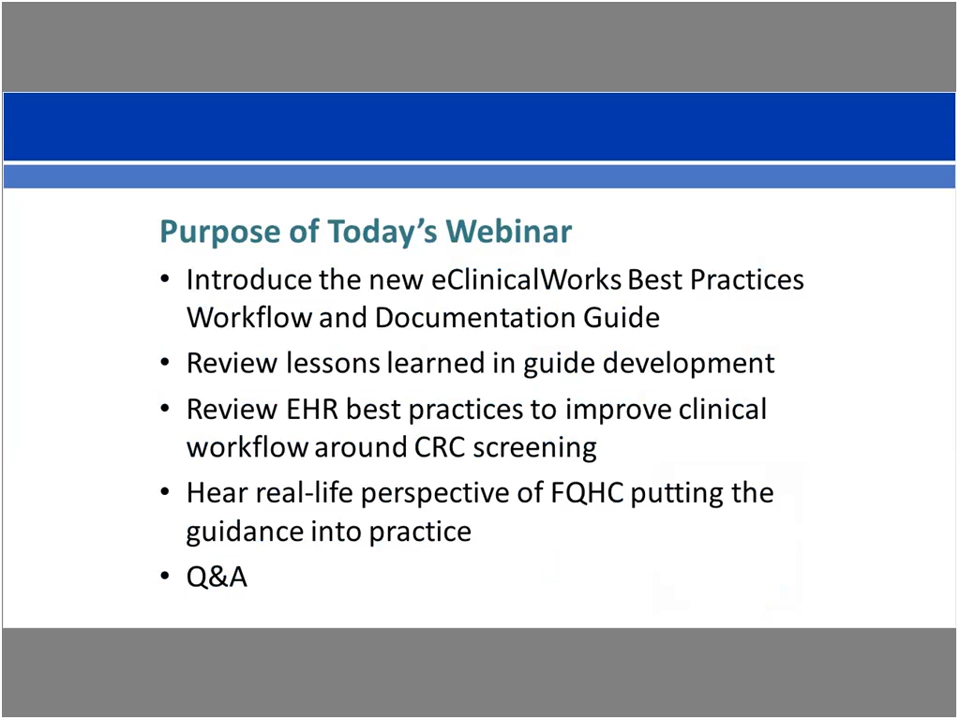 Purpose of Today's Webinar
• Introduce the new eClinicalWorks Best Practices
Workflow and Documentation Guide
• Review lessons learned in guide development
• Review EHR best practices to improve clinical
workflow around CRC screening
• Hear real-life perspective of FQHC putting the
guidance into practice
• Q&A